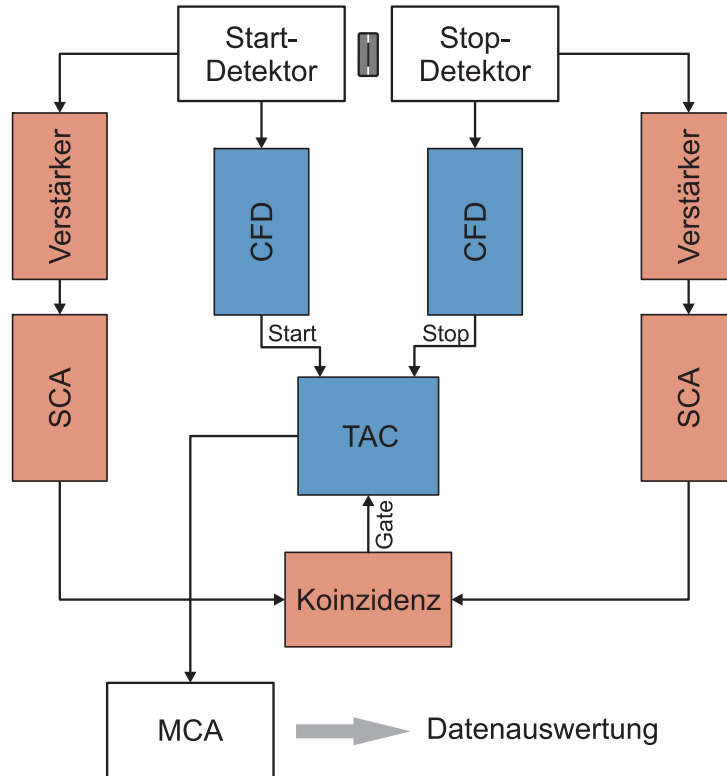 Start-
Detektor
Stop-
Detektor
Verstärker
CFD
CFD
Verstärker
Start
Stop
SCA
TAC
SCA
Gate
Koinzidenz
MCA
Datenauswertung